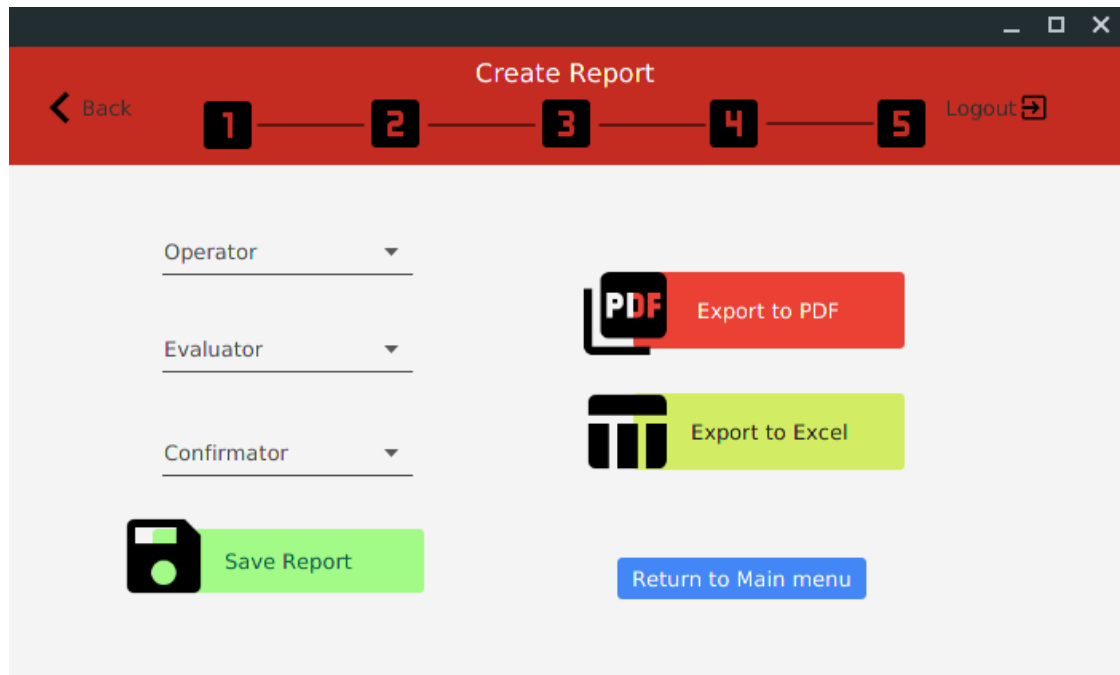 Create Report
Back
1 2 3 4 5
Logout
Operator
Evaluator
Confirmator
Save Report
PDF
Export to PDF
Export to Excel
Return to Main menu